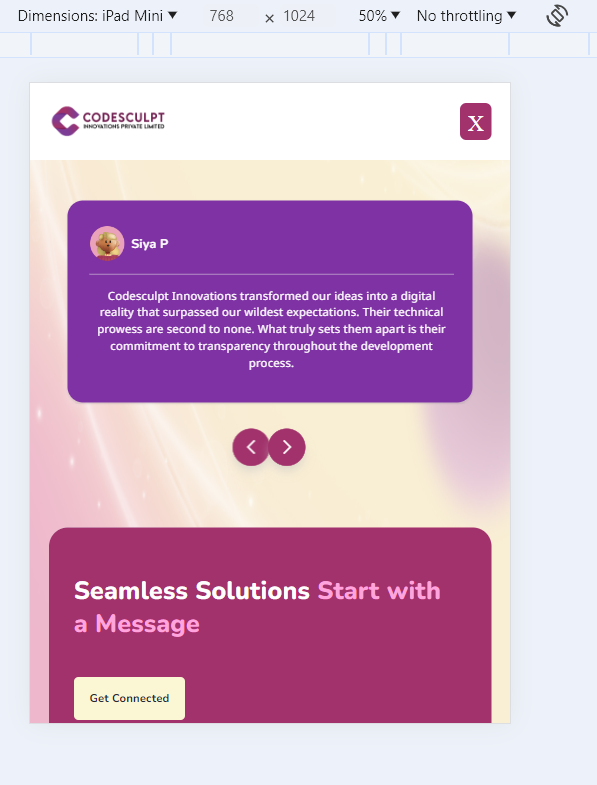 Dimensions: iPad Mini 768 × 1024 50% No throttling
CODESCULPT
INNOVATIONS PRIVATE LIMITED
X
Siya P
Codesculpt Innovations transformed our ideas into a digital
reality that surpassed our wildest expectations. Their technical
prowess are second to none. What truly sets them apart is their
commitment to transparency throughout the development
process.
Seamless Solutions Start with
a Message
Get Connected